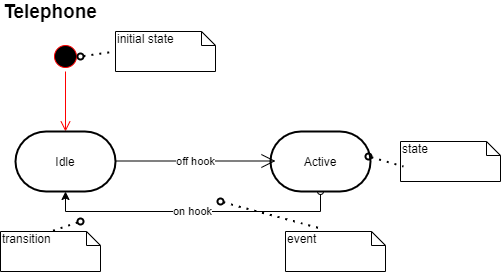 Telephone
initial state
Idle
off hook
Active
state
on hook
transition
event